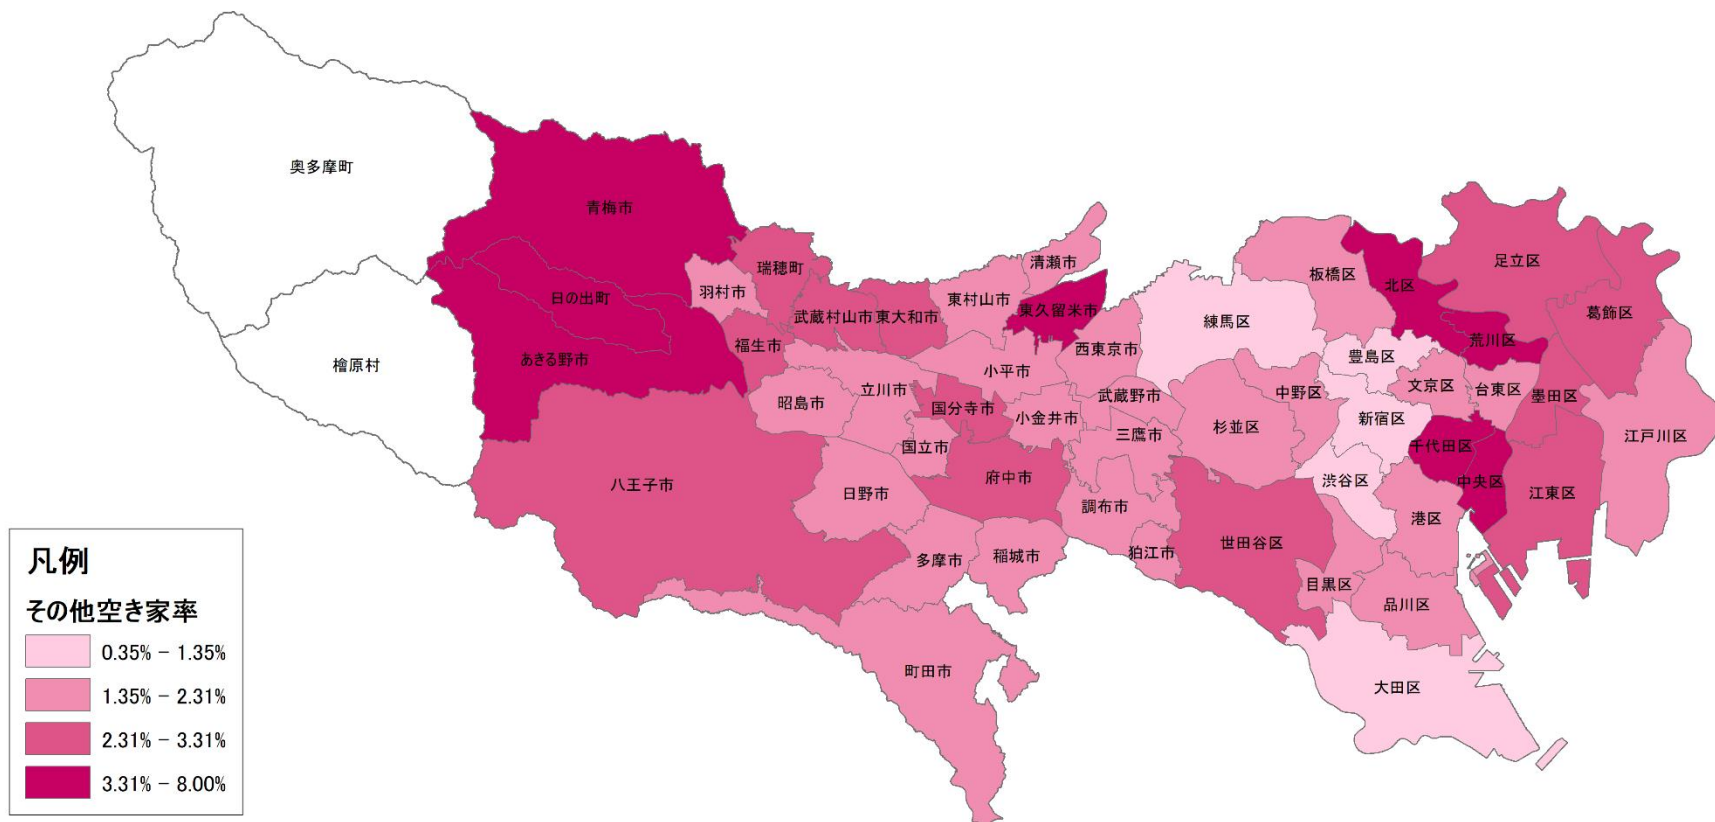 奥多摩町
檜原村
青梅市
日の出町
あきる野市
瑞穂町
羽村市
福生市
武蔵村山市
東大和市
東村山市
清瀬市
東久留米市
西東京市
小平市
立川市
昭島市
国分寺市
国立市
小金井市
武蔵野市
三鷹市
府中市
調布市
狛江市
日野市
八王子市
多摩市
稲城市
町田市
練馬区
板橋区
北区
足立区
葛飾区
荒川区
豊島区
文京区
台東区
墨田区
江戸川区
中野区
杉並区
新宿区
千代田区
中央区
江東区
渋谷区
港区
世田谷区
目黒区
品川区
大田区
凡例
その他空き家率
0.35% - 1.35%
1.35% - 2.31%
2.31% - 3.31%
3.31% - 8.00%